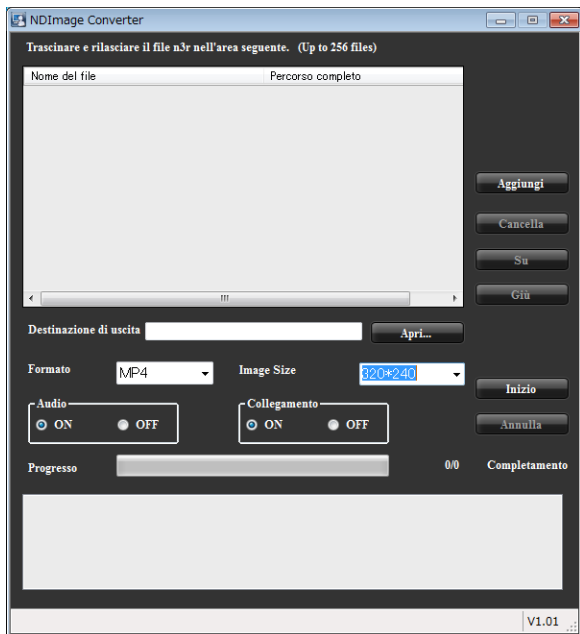 NDImage Converter
Trascinare e rilasciare il file n3r nell'area seguente. (Up to 256 files)
Nome del file Percorso completo
Aggiungi
Cancella
Su
Giù
Destinazione di uscita Apri...
Formato MP4 Image Size 320*240
Inizio
Audio Collegamento
ON OFF ON OFF
Annulla
Progresso 0/0 Completamento
V1.01